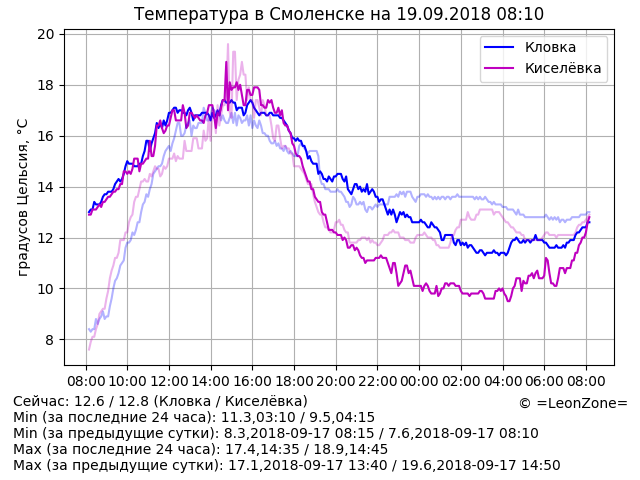 Температура в Смоленске на 19.09.2018 08:10
Кловка
Киселёвка
градусов Цельсия, °C
20
18
16
14
12
10
8
08:00 10:00 12:00 14:00 16:00 18:00 20:00 22:00 00:00 02:00 04:00 06:00 08:00
Сейчас: 12.6 / 12.8 (Кловка / Киселёвка)
© =LeonZone=
Min (за последние 24 часа): 11.3,03:10 / 9.5,04:15
Min (за предыдущие сутки): 8.3,2018-09-17 08:15 / 7.6,2018-09-17 08:10
Max (за последние 24 часа): 17.4,14:35 / 18.9,14:45
Max (за предыдущие сутки): 17.1,2018-09-17 13:40 / 19.6,2018-09-17 14:50